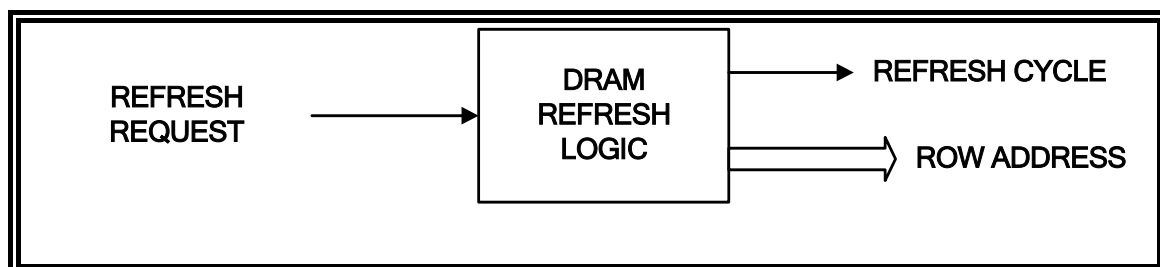 REFRESH
REQUEST
DRAM
REFRESH
LOGIC
REFRESH CYCLE
ROW ADDRESS